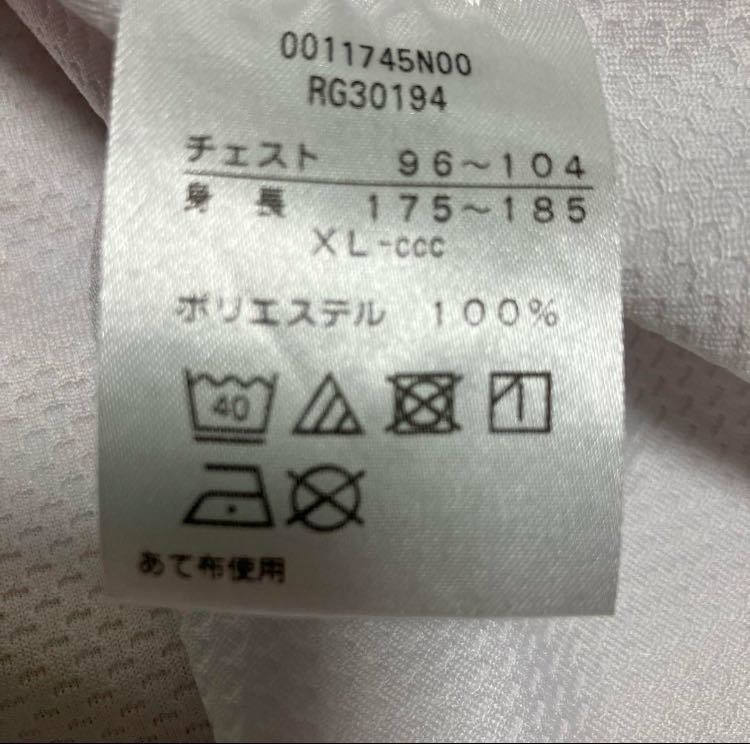 0011745N00
RG30194
チェスト 96～104
身長 175～185
XL-ccc
ポリエステル 100%
40
あて布使用